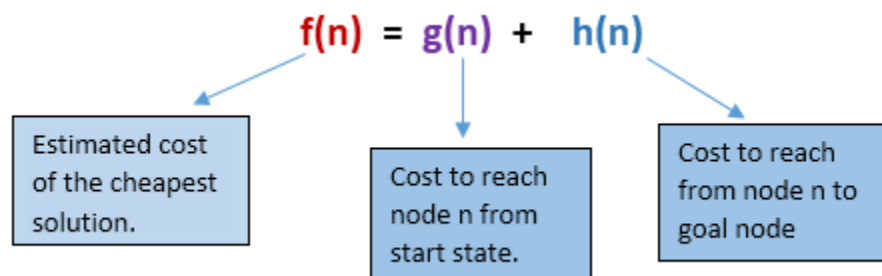 f(n) = g(n) + h(n)
Estimated cost
of the cheapest
solution.
Cost to reach
node n from
start state.
Cost to reach
from node n to
goal node